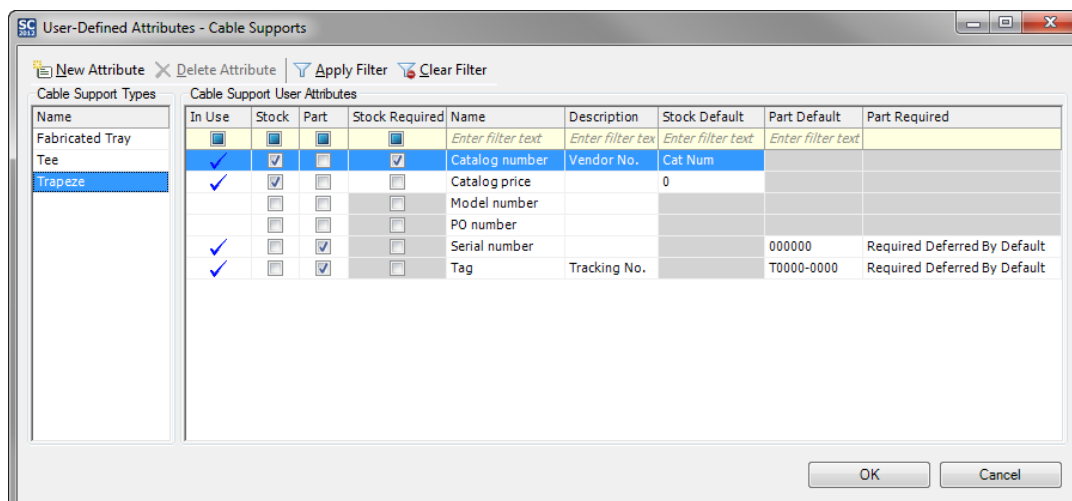 SC 2017 User-Defined Attributes - Cable Supports
New Attribute Delete Attribute Apply Filter Clear Filter
Cable Support Types Cable Support User Attributes
Name In Use Stock Part Stock Required Name Description Stock Default Part Default Part Required
Fabricated Tray Enter filter text Enter filter tex Enter filter text Enter filter text
Tee Catalog number Vendor No. Cat Num
Trapeze Catalog price 0
Model number
PO number
Serial number 000000 Required Deferred By Default
Tag Tracking No. T0000-0000 Required Deferred By Default
OK Cancel